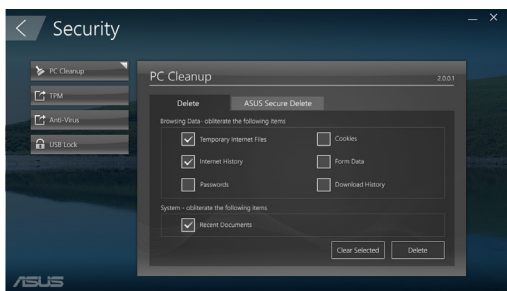 Security
PC Cleanup
TPM
Anti-Virus
USB Lock
PC Cleanup
2.0.0.1
Delete
ASUS Secure Delete
Browsing Data- obliterate the following items
Temporary Internet Files
Cookies
Internet History
Form Data
Passwords
Download History
System - obliterate the following items
Recent Documents
Clear Selected
Delete
ASUS